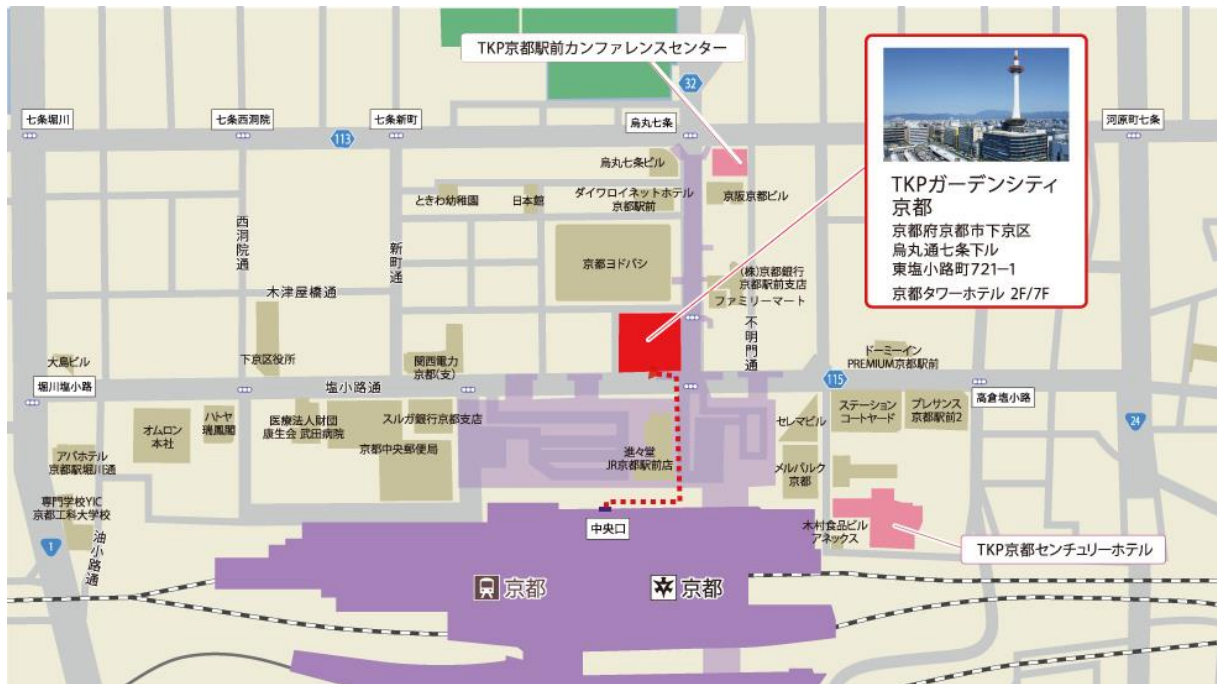 TKP京都駅前カンファレンスセンター
32
七条堀川
七条西洞院
113
七条新町
烏丸七条
河原町七条
烏丸七条ビル
ときわ幼稚園
日本館
ダイワロイネットホテル
京都駅前
京阪京都ビル
TKPガーデンシティ
京都
京都府京都市下京区
烏丸通七条下ル
東塩小路町721−1
京都タワーホテル 2F/7F
西洞院通
新町通
京都ヨドバシ
(株)京都銀行
京都駅前支店
ファミリーマート
木津屋橋通
不明門通
大島ビル
下京区役所
関西電力
京都(支)
ドーミーイン
PREMIUM京都駅前
堀川塩小路
塩小路通
115
高倉塩小路
オムロン
本社
ハトヤ
瑞鳳閣
医療法人財団
康生会 武田病院
スルガ銀行京都支店
京都中央郵便局
進々堂
JR京都駅前店
セレマビル
ステーション
コートヤード
プレサンス
京都駅前2
24
アパホテル
京都駅堀川通
メルパルク
京都
専門学校YIC
京都工科大学校
油小路通
1
中央口
木村食品ビル
アネックス
TKP京都センチュリーホテル
京都
京都